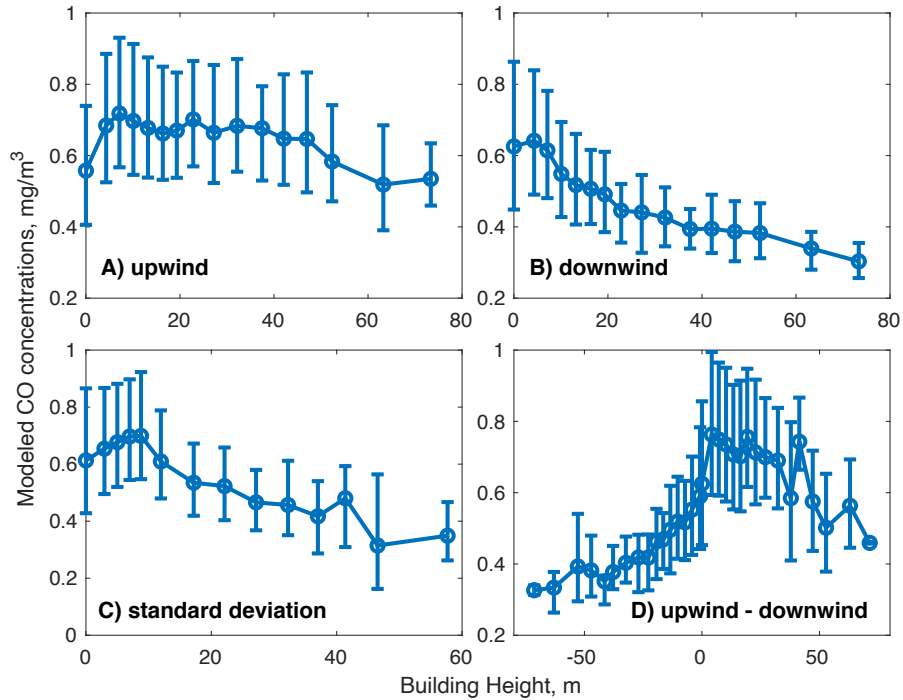 Modeled CO concentrations, mg/m³
1
0.8
0.6
0.4
0.2
A) upwind
0 20 40 60 80
1
0.8
0.6
0.4
0.2
B) downwind
0 20 40 60 80
1
0.8
0.6
0.4
0.2
0
C) standard deviation
0 20 40 60
1
0.8
0.6
0.4
0.2
D) upwind - downwind
-50 0 50
Building Height, m